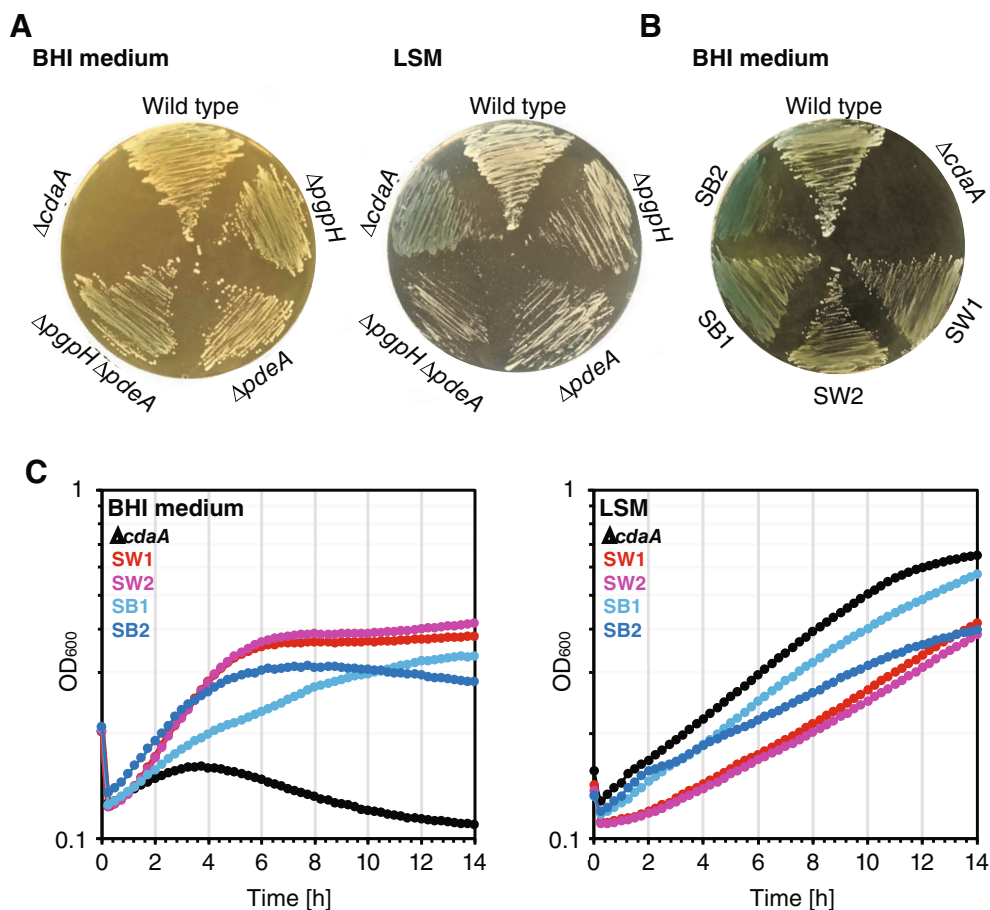 A
BHI medium
LSM
Wild type
Wild type
ΔcdaA
ΔpgpH
ΔpgpH ΔpdeA
ΔpdeA
ΔcdaA
ΔpgpH
ΔpgpH ΔpdeA
ΔpdeA
B
BHI medium
Wild type
SB2
ΔcdaA
SB1
SW1
SW2
C
BHI medium
ΔcdaA
SW1
SW2
SB1
SB2
1
OD600
0.1
0 2 4 6 8 10 12 14
Time [h]
LSM
ΔcdaA
SW1
SW2
SB1
SB2
1
OD600
0.1
0 2 4 6 8 10 12 14
Time [h]